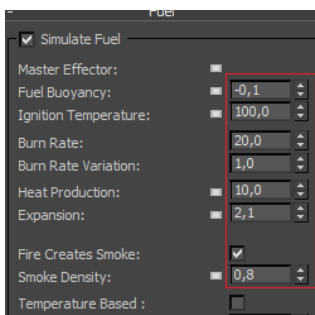 Fuel
Simulate Fuel
Master Effector:
Fuel Buoyancy: -0,1
Ignition Temperature: 100,0
Burn Rate: 20,0
Burn Rate Variation: 1,0
Heat Production: 10,0
Expansion: 2,1
Fire Creates Smoke:
Smoke Density: 0,8
Temperature Based :